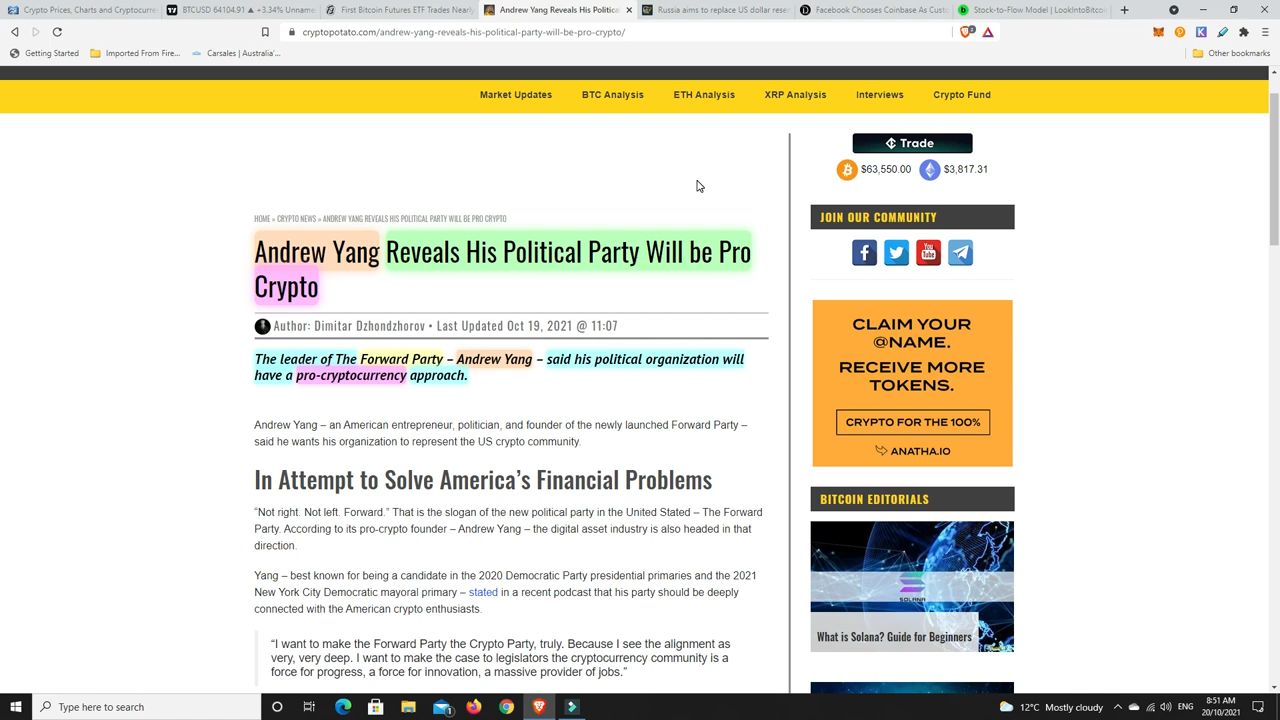 Crypto Prices, Charts and Cryptocurr
BTCUSD 64104.91 ▲ +3.34% Unname
First Bitcoin Futures ETF Trades Nearly
Andrew Yang Reveals His Political
Russia aims to replace US dollar rese
Facebook Chooses Coinbase As Custo
Stock-to-Flow Model | LookIntoBitcoi
cryptopotato.com/andrew-yang-reveals-his-political-party-will-be-pro-crypto/
Getting Started
Imported From Fire...
Carsales | Australia'...
Other bookmarks
Market Updates
BTC Analysis
ETH Analysis
XRP Analysis
Interviews
Crypto Fund
Trade
$63,550.00
$3,817.31
HOME » CRYPTO NEWS » ANDREW YANG REVEALS HIS POLITICAL PARTY WILL BE PRO CRYPTO
Andrew Yang Reveals His Political Party Will be Pro
Crypto
Author: Dimitar Dzhondzhorov • Last Updated Oct 19, 2021 @ 11:07
The leader of The Forward Party – Andrew Yang – said his political organization will
have a pro-cryptocurrency approach.
Andrew Yang – an American entrepreneur, politician, and founder of the newly launched Forward Party –
said he wants his organization to represent the US crypto community.
In Attempt to Solve America’s Financial Problems
“Not right. Not left. Forward.” That is the slogan of the new political party in the United Stated – The Forward
Party. According to its pro-crypto founder – Andrew Yang – the digital asset industry is also headed in that
direction.
Yang – best known for being a candidate in the 2020 Democratic Party presidential primaries and the 2021
New York City Democratic mayoral primary – stated in a recent podcast that his party should be deeply
connected with the American crypto enthusiasts.
“I want to make the Forward Party the Crypto Party, truly. Because I see the alignment as
very, very deep. I want to make the case to legislators the cryptocurrency community is a
force for progress, a force for innovation, a massive provider of jobs.”
JOIN OUR COMMUNITY
You
Tube
CLAIM YOUR
@NAME.
RECEIVE MORE
TOKENS.
CRYPTO FOR THE 100%
ANATHA.IO
BITCOIN EDITORIALS
SOLANA
What is Solana? Guide for Beginners
Type here to search
12°C Mostly cloudy
ENG
8:51 AM
20/10/2021